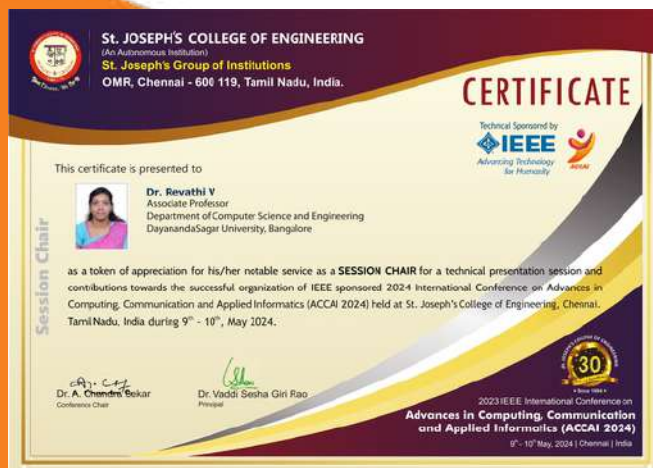 St. JOSEPH'S COLLEGE OF ENGINEERING
(An Autonomous Institution)
St. Joseph's Group of Institutions
OMR, Chennai - 600 119, Tamil Nadu, India.
CERTIFICATE
Technical Sponsored by
IEEE
Advancing Technology
for Humanity
ACCAI
This certificate is presented to
Dr. Revathi V
Associate Professor
Department of Computer Science and Engineering
DayanandaSagar University, Bangalore
Session Chair
as a token of appreciation for his/her notable service as a SESSION CHAIR for a technical presentation session and
contributions towards the successful organization of IEEE sponsored 2024 International Conference on Advances in
Computing, Communication and Applied Informatics (ACCAI 2024) held at St. Joseph's College of Engineering, Chennai.
TamilNadu, India during 9th - 10th, May 2024.
Dr. A. Chandra Sekar
Conference Chair
Dr. Vaddi Sesha Giri Rao
Principal
30
2023 IEEE International Conference on
Advances in Computing, Communication
and Applied Informatics (ACCAI 2024)
9th - 10th May, 2024 | Chennai | India